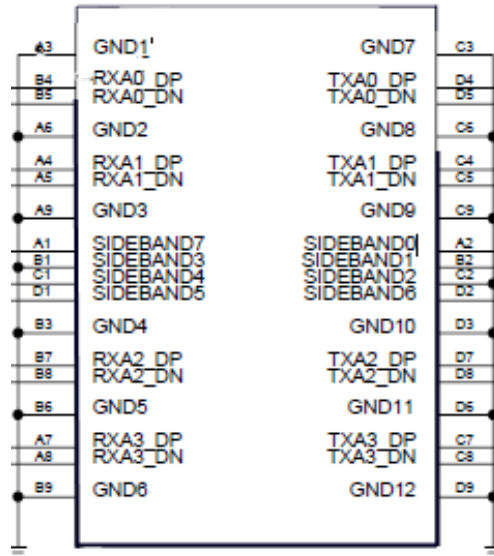 A3 GND1' GND7 C3
B4 RXA0_DP TXA0_DP D4
B5 RXA0_DN TXA0_DN D5
A6 GND2 GND8 C6
A4 RXA1_DP TXA1_DP C4
A5 RXA1_DN TXA1_DN C5
A9 GND3 GND9 C9
A1 SIDEBAND7 SIDEBAND0 A2
B1 SIDEBAND3 SIDEBAND1 B2
C1 SIDEBAND4 SIDEBAND2 C2
D1 SIDEBAND5 SIDEBAND6 D2
B3 GND4 GND10 D3
B7 RXA2_DP TXA2_DP D7
B8 RXA2_DN TXA2_DN D8
B6 GND5 GND11 D6
A7 RXA3_DP TXA3_DP C7
A8 RXA3_DN TXA3_DN C8
B9 GND6 GND12 D9